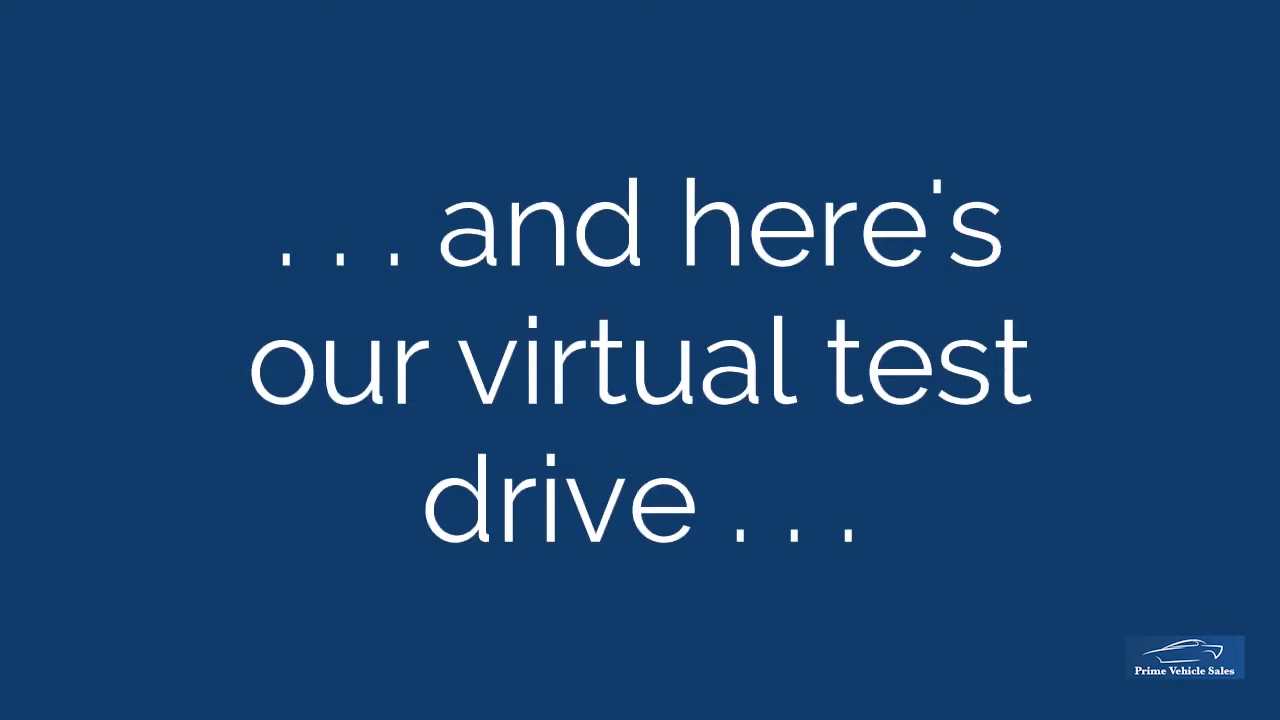 . . . and here's
our virtual test
drive . . .
Prime Vehicle Sales